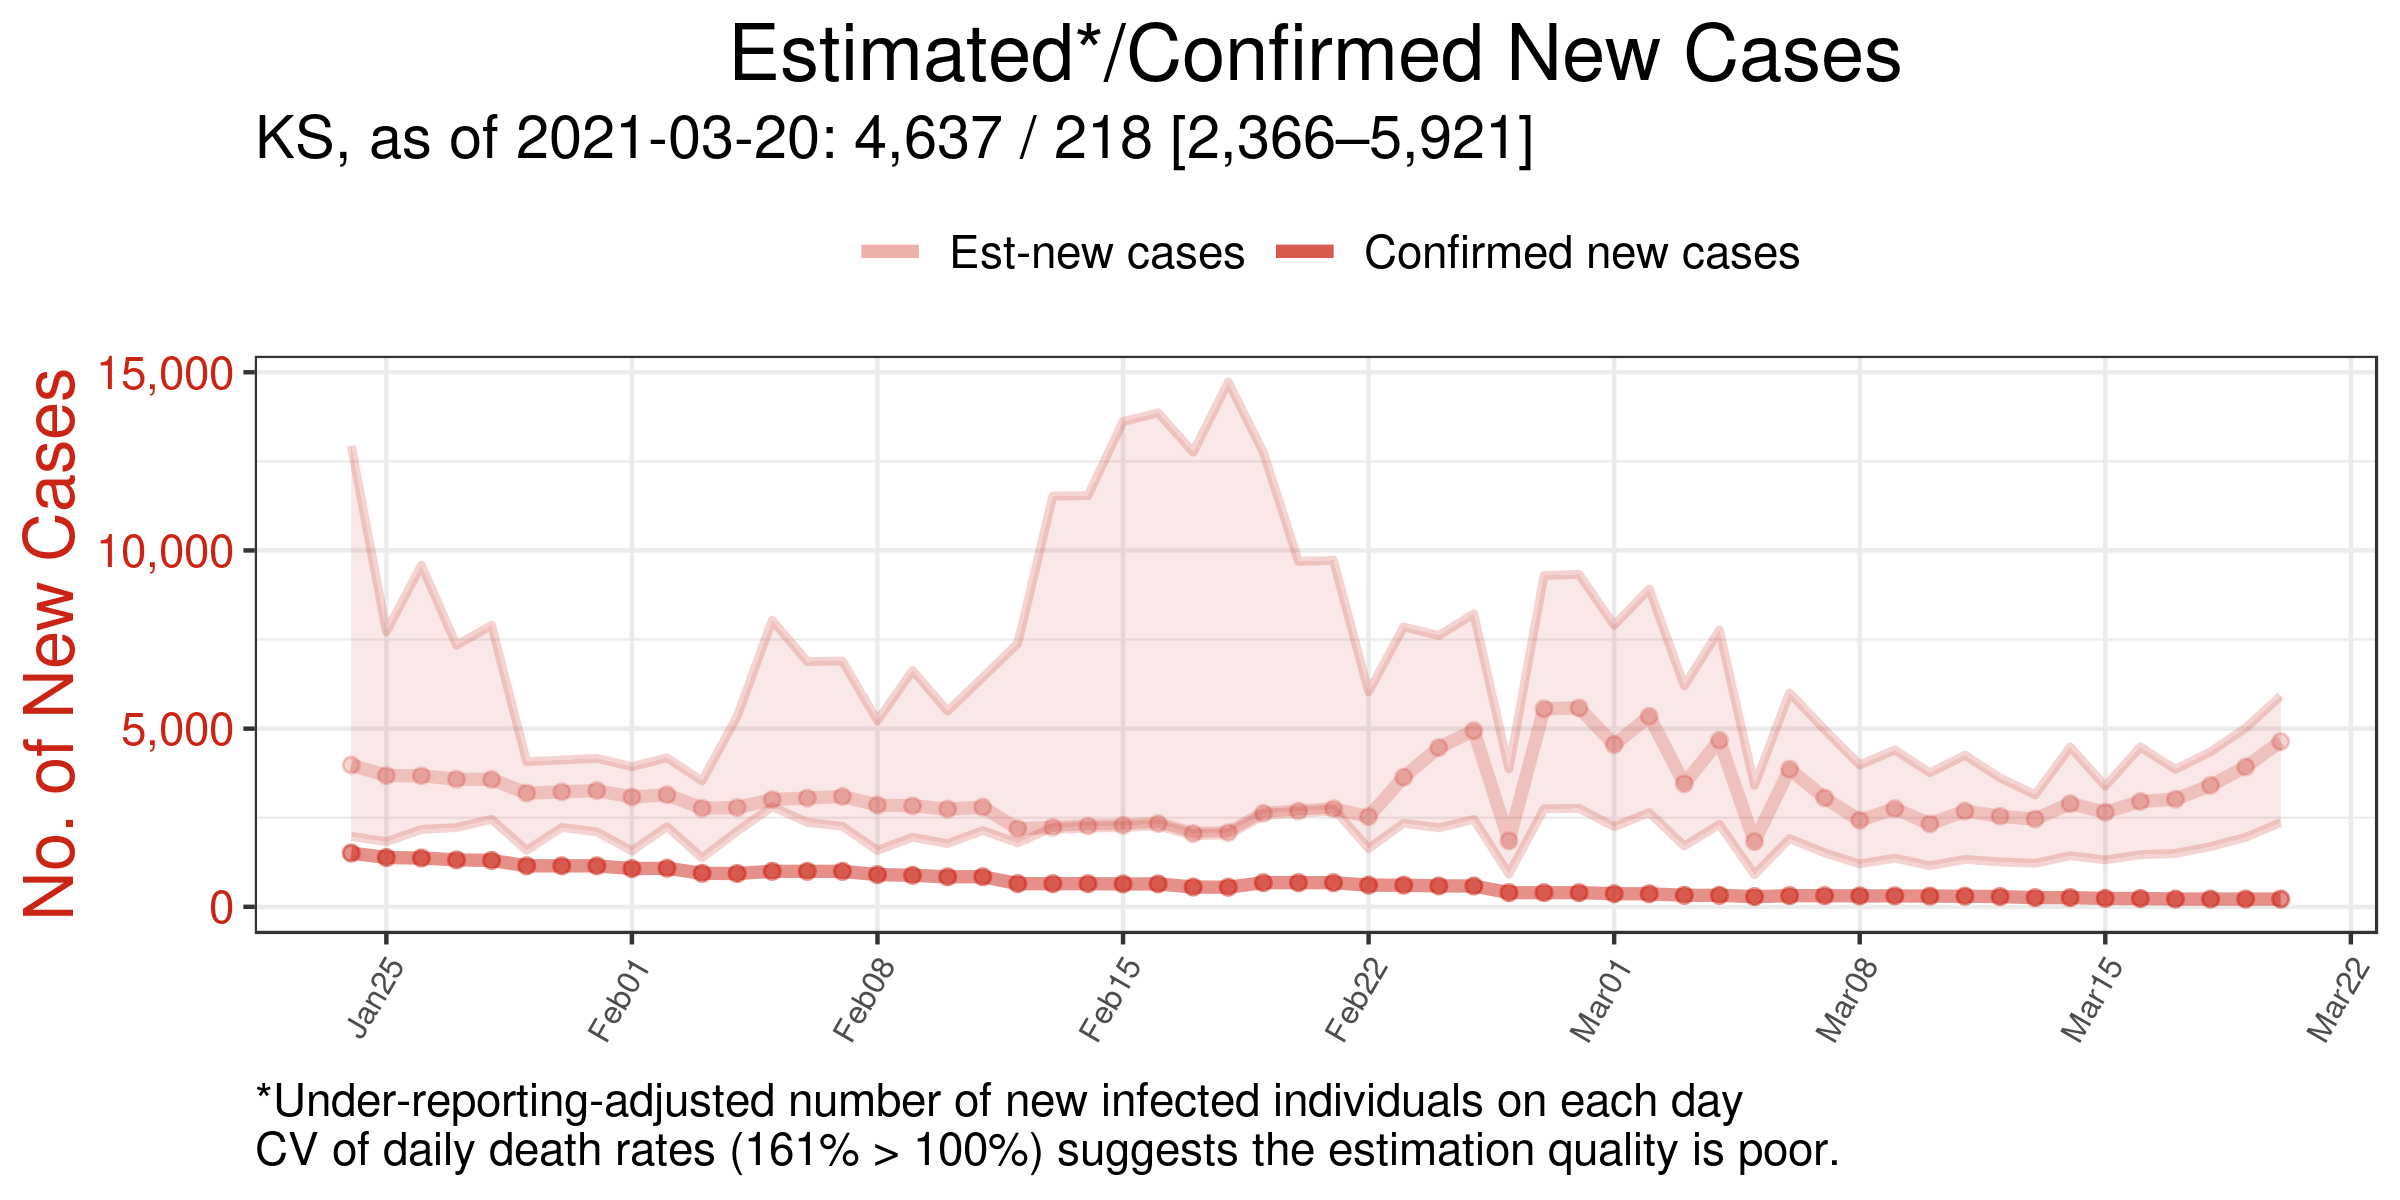 Estimated*/Confirmed New Cases
KS, as of 2021-03-20: 4,637 / 218 [2,366–5,921]
Est-new cases
Confirmed new cases
No. of New Cases
15,000
10,000
5,000
0
Jan25
Feb01
Feb08
Feb15
Feb22
Mar01
Mar08
Mar15
Mar22
*Under-reporting-adjusted number of new infected individuals on each day
CV of daily death rates (161% > 100%) suggests the estimation quality is poor.